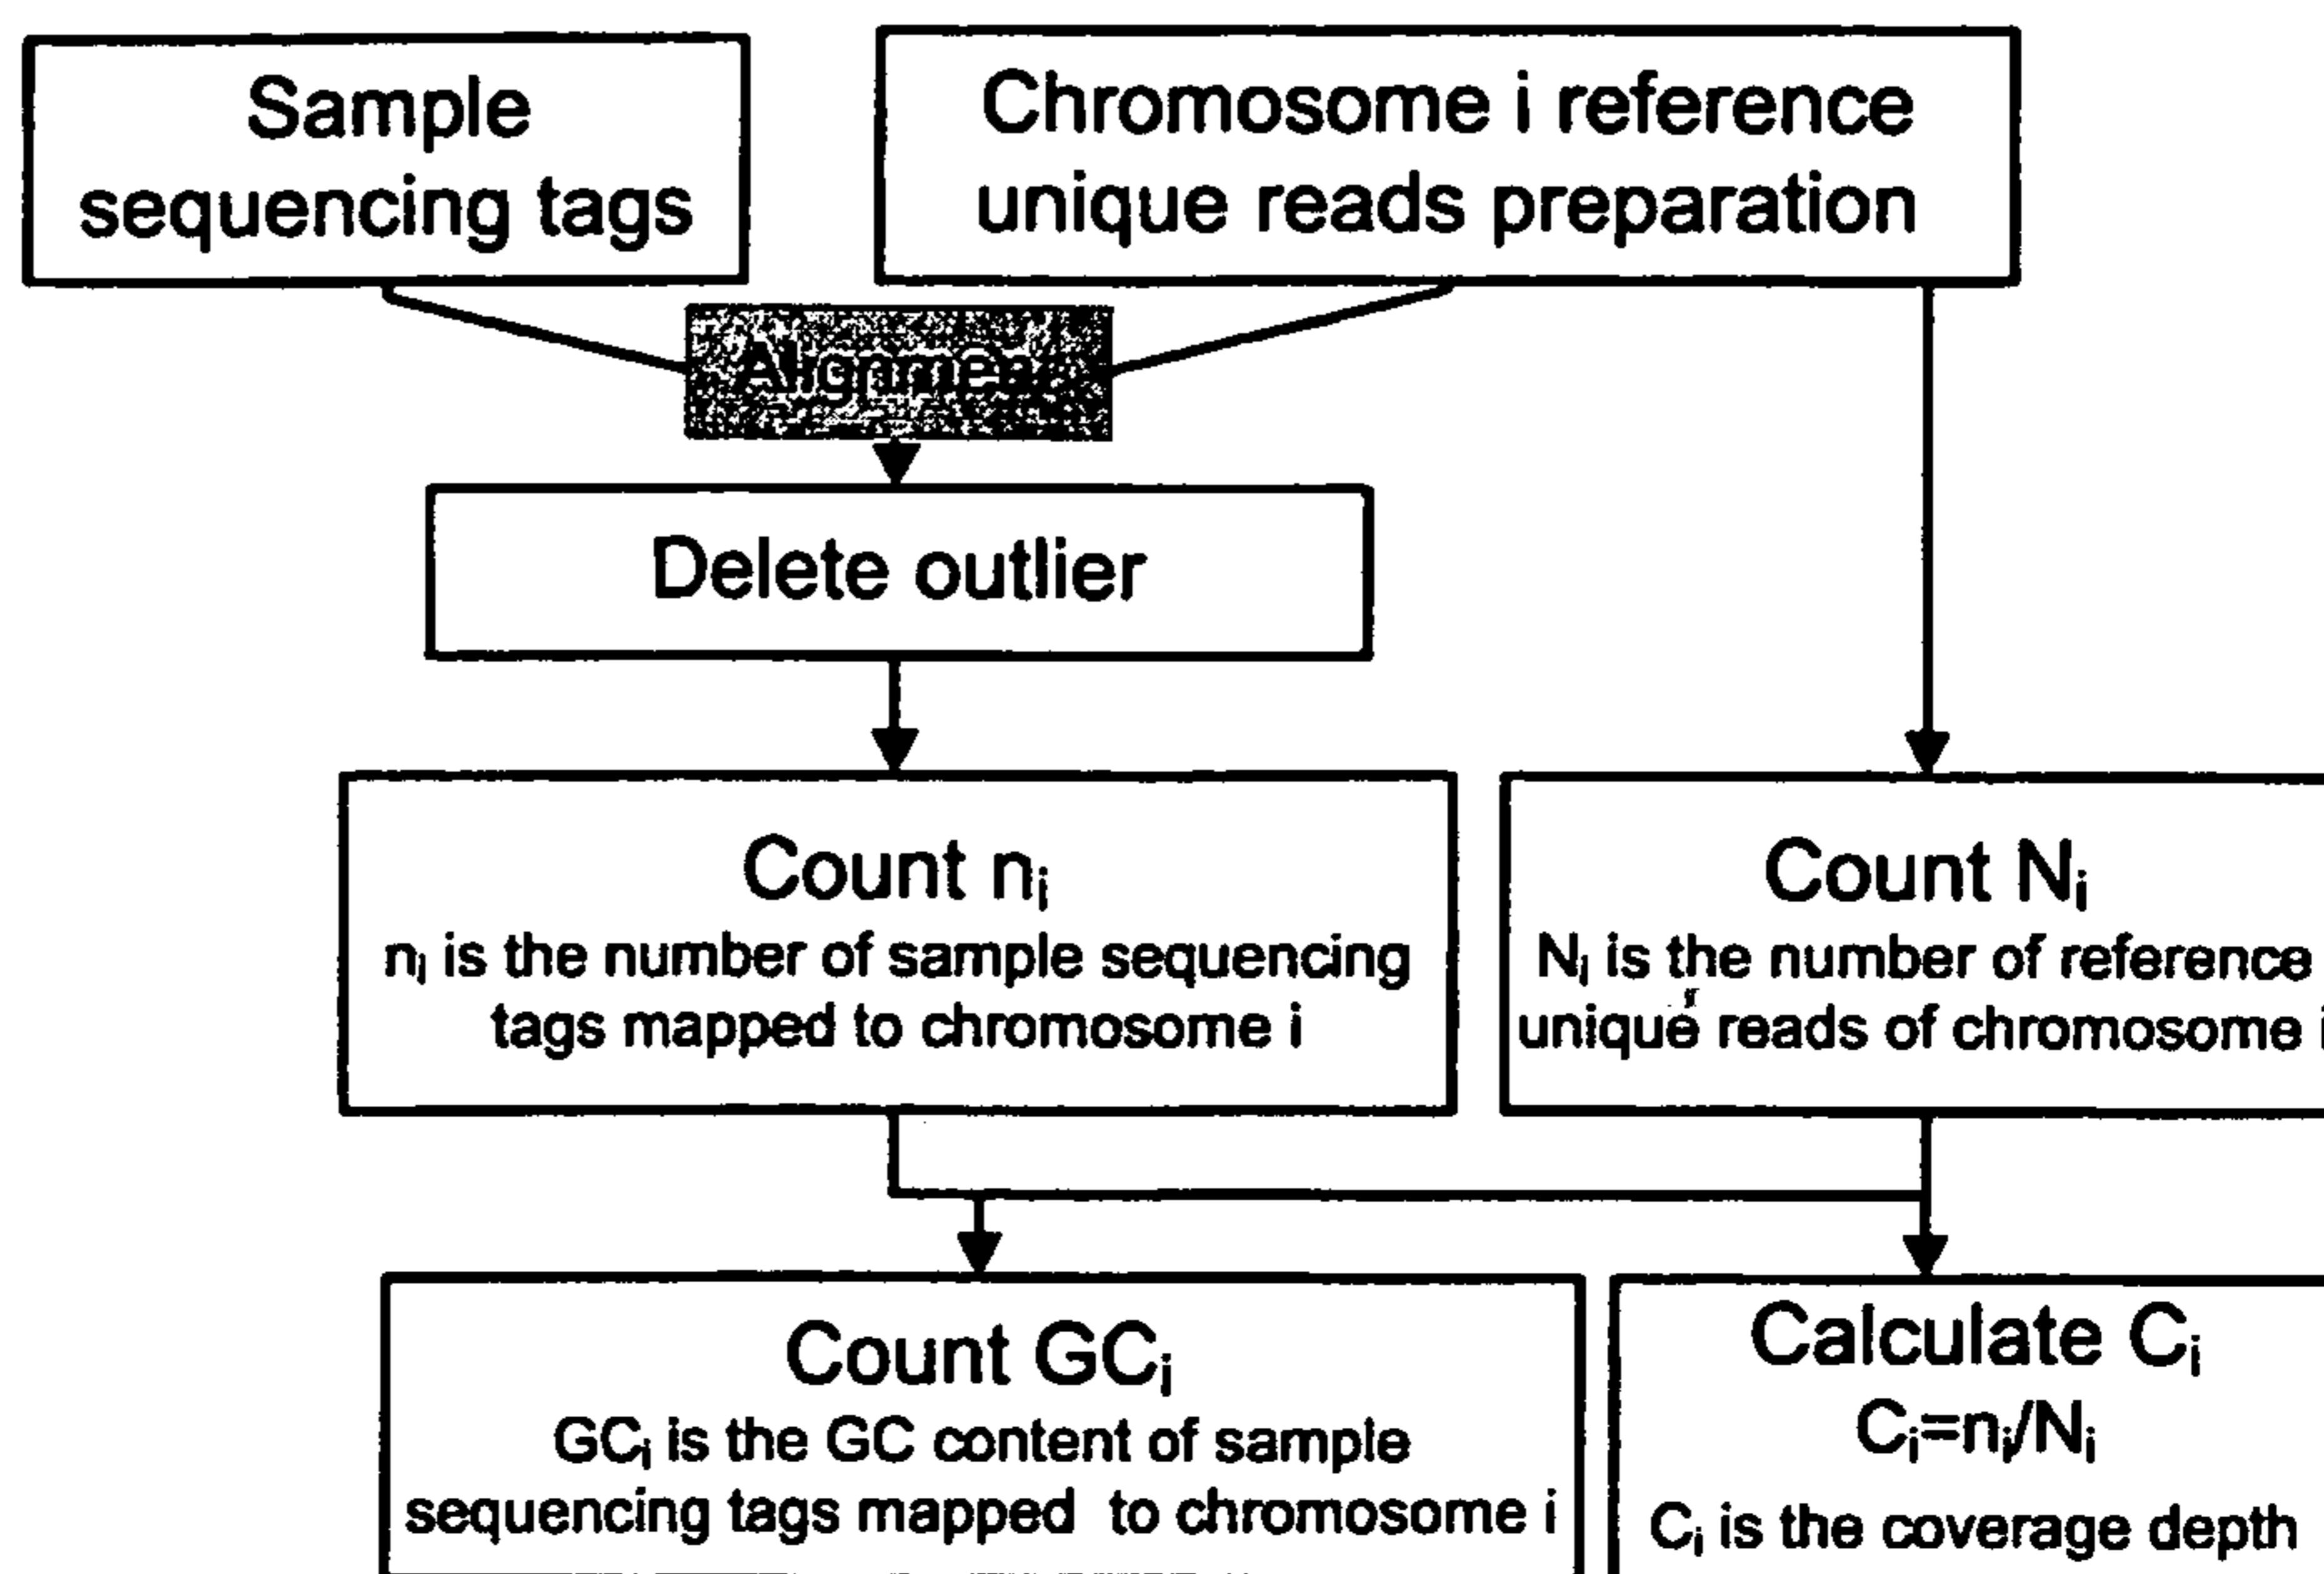 Sample
sequencing tags
Chromosome i reference
unique reads preparation
Alignment
Delete outlier
Count nᵢ
nᵢ is the number of sample sequencing
tags mapped to chromosome i
Count Nᵢ
Nᵢ is the number of reference
unique reads of chromosome i
Count GCᵢ
GCᵢ is the GC content of sample
sequencing tags mapped to chromosome i
Calculate Cᵢ
Cᵢ=nᵢ/Nᵢ
Cᵢ is the coverage depth